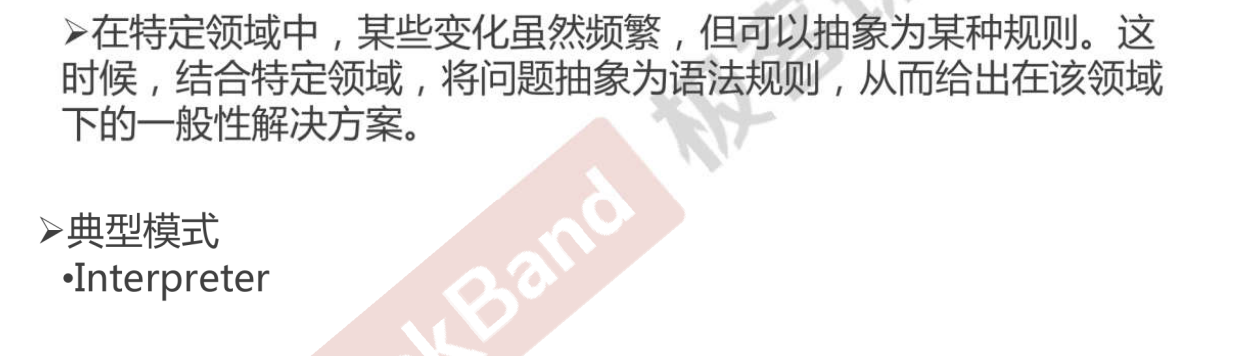 ➢在特定领域中，某些变化虽然频繁，但可以抽象为某种规则。这
时候，结合特定领域，将问题抽象为语法规则，从而给出在该领域
下的一般性解决方案。
➢典型模式
•Interpreter
kBand
极客班